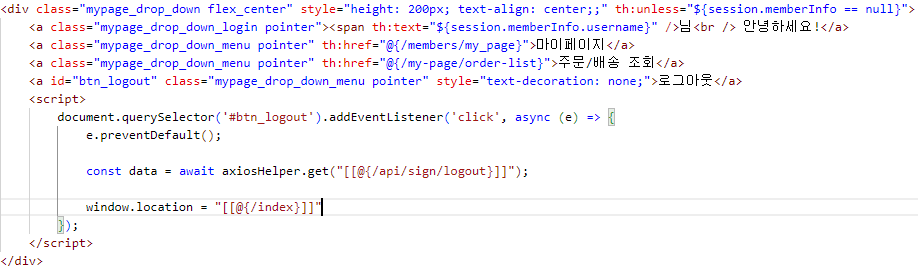 <div class="mypage_drop_down flex_center" style="height: 200px; text-align: center;;" th:unless="${session.memberInfo == null}">
<a class="mypage_drop_down_login pointer"><span th:text="${session.memberInfo.username}" />님<br /> 안녕하세요!</a>
<a class="mypage_drop_down_menu pointer" th:href="@{/members/my_page}">마이페이지</a>
<a class="mypage_drop_down_menu pointer" th:href="@{/my-page/order-list}">주문/배송 조회</a>
<a id="btn_logout" class="mypage_drop_down_menu pointer" style="text-decoration: none;">로그아웃</a>
<script>
document.querySelector('#btn_logout').addEventListener('click', async (e) => {
e.preventDefault();
const data = await axiosHelper.get("[[@{/api/sign/logout}]]");
window.location = "[[@{/index}]]"
});
</script>
</div>